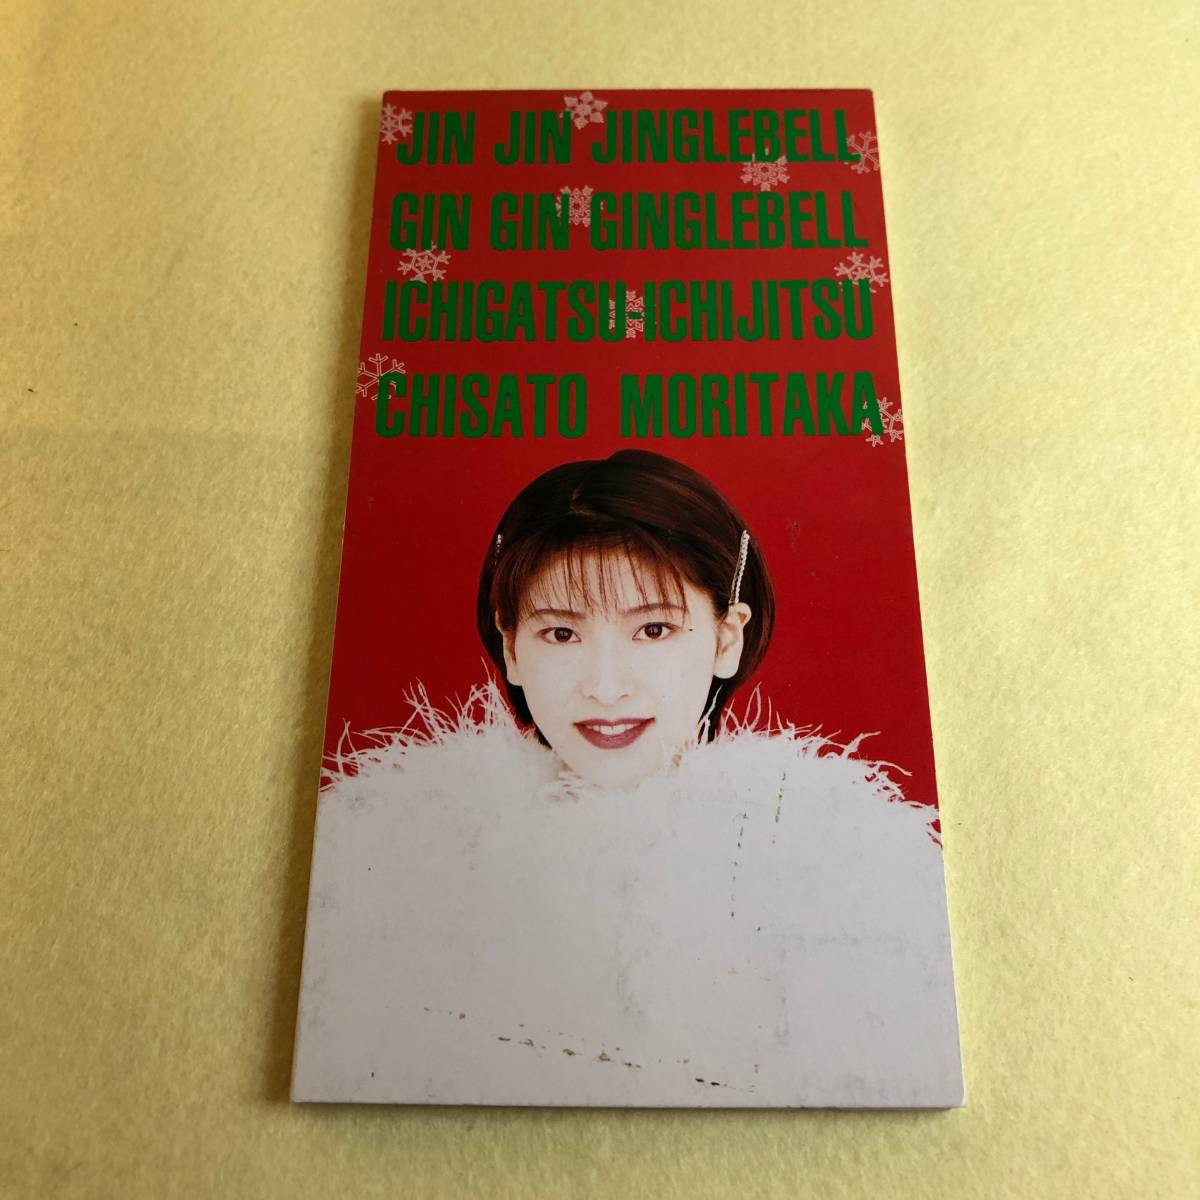 JIN JIN JINGLEBELL
GIN GIN GINGLEBELL
ICHIGATSU-ICHIJITSU
CHISATO MORITAKA